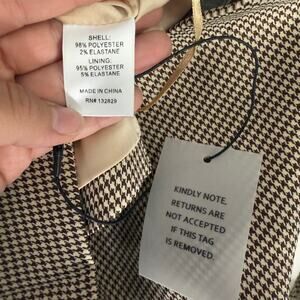 SHELL:
98% POLYESTER
2% ELASTANE
LINING:
95% POLYESTER
5% ELASTANE
MADE IN CHINA
RN# 132829
KINDLY NOTE,
RETURNS ARE
NOT ACCEPTED
IF THIS TAG
IS REMOVED.